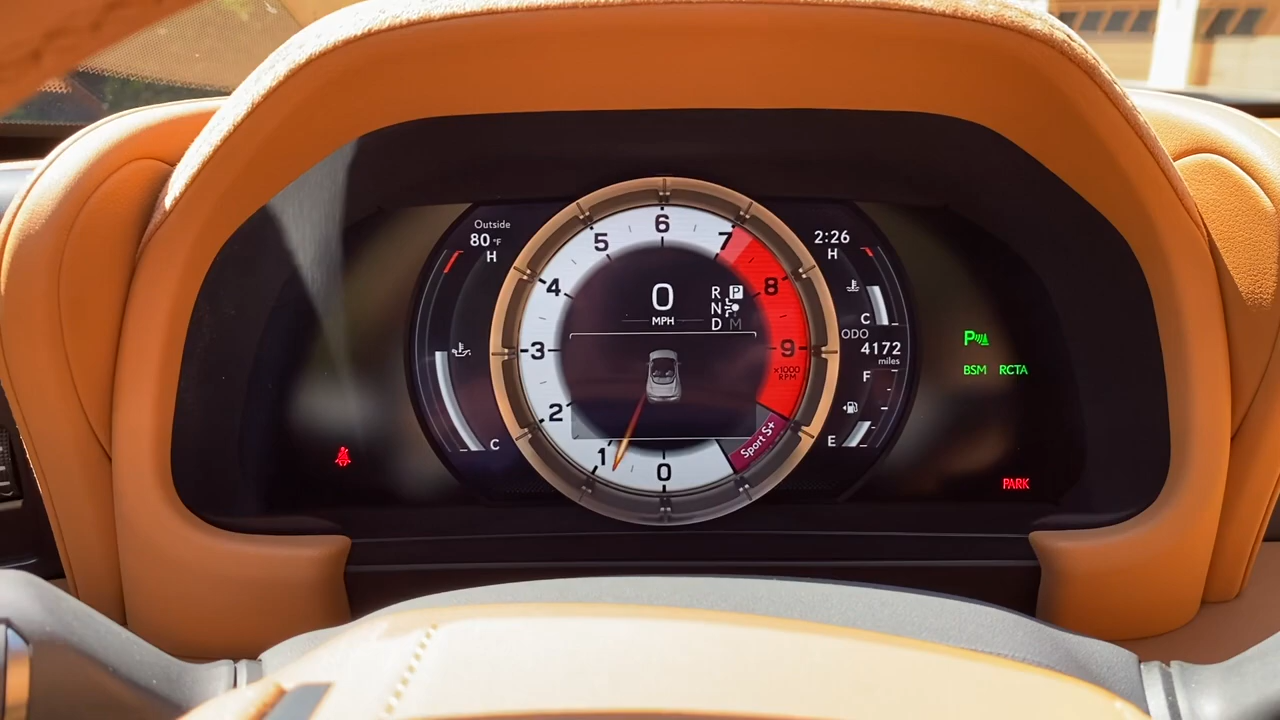 Outside
80 °F
H
C
6
5
7
4
8
3
9
2
1
0
x1000
RPM
Sport S+
0
MPH
R P
N
D M
2:26
H
C
ODO
4172
miles
F
E
BSM RCTA
P
PARK